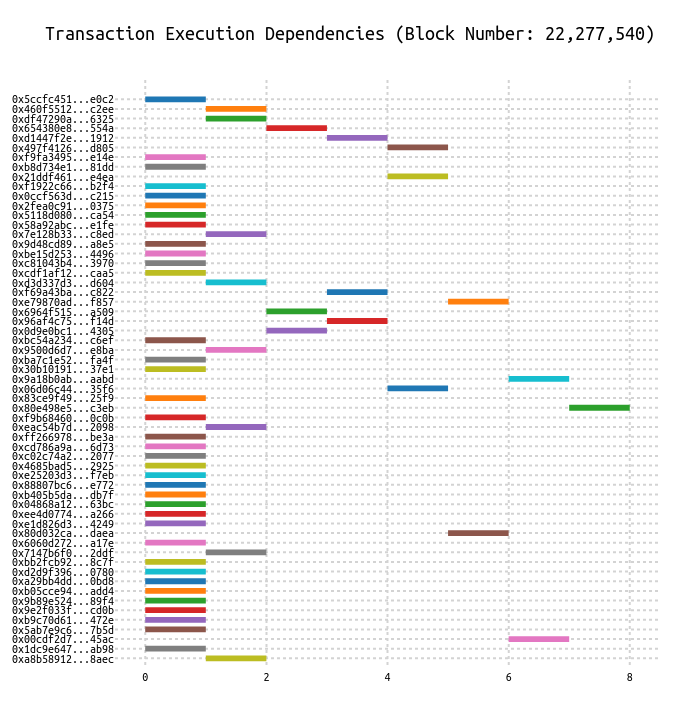 Transaction Execution Dependencies (Block Number: 22,277,540)
0x5ccfc451...e0c2
0x460f5512...c2ee
0xdf47290a...6325
0x654380e8...554a
0xd1447f2e...1912
0x497f4126...d805
0xf9fa3495...e14e
0xb8d734e1...81dd
0x21ddf461...e4ea
0xf1922c66...b2f4
0x0ccf563d...c215
0x2fea0c91...0375
0x5118d080...ca54
0x58a92abc...e1fe
0x7e128b33...c8ed
0x9d48cd89...a8e5
0xbe15d253...4496
0xc81043b4...3970
0xcdf1af12...caa5
0xd3d337d3...d604
0xf69a43ba...c822
0xe79870ad...f857
0x6964f515...a509
0x96af4c75...f14d
0x0d9e0bc1...4305
0xbc54a234...c6ef
0x9500d6d7...e8ba
0xba7c1e52...fa4f
0x30b10191...37e1
0x9a18b0ab...aabd
0x06d06c44...35f6
0x83ce9f49...25f9
0x80e498e5...c3eb
0xf9b68460...0c0b
0xeac54b7d...2098
0xff266978...be3a
0xcd786a9a...6d73
0xc02c74a2...2077
0x4685bad5...2925
0xe25203d3...f7eb
0x88807bc6...e772
0xb405b5da...db7f
0x04868a12...63bc
0xee4d0774...a266
0xe1d826d3...4249
0x80d032ca...daea
0x6060d272...a17e
0x7147b6f0...2ddf
0xbb2fcb92...8c7f
0xd2d9f396...0780
0xa29bb4dd...0bd8
0xb05cce94...add4
0x9b89e524...89f4
0x9e2f033f...cd0b
0xb9c70d61...472e
0x5ab7e9c6...7b5d
0x00cdf2d7...45ac
0x1dc9e647...ab98
0xa8b58912...8aec
0 2 4 6 8